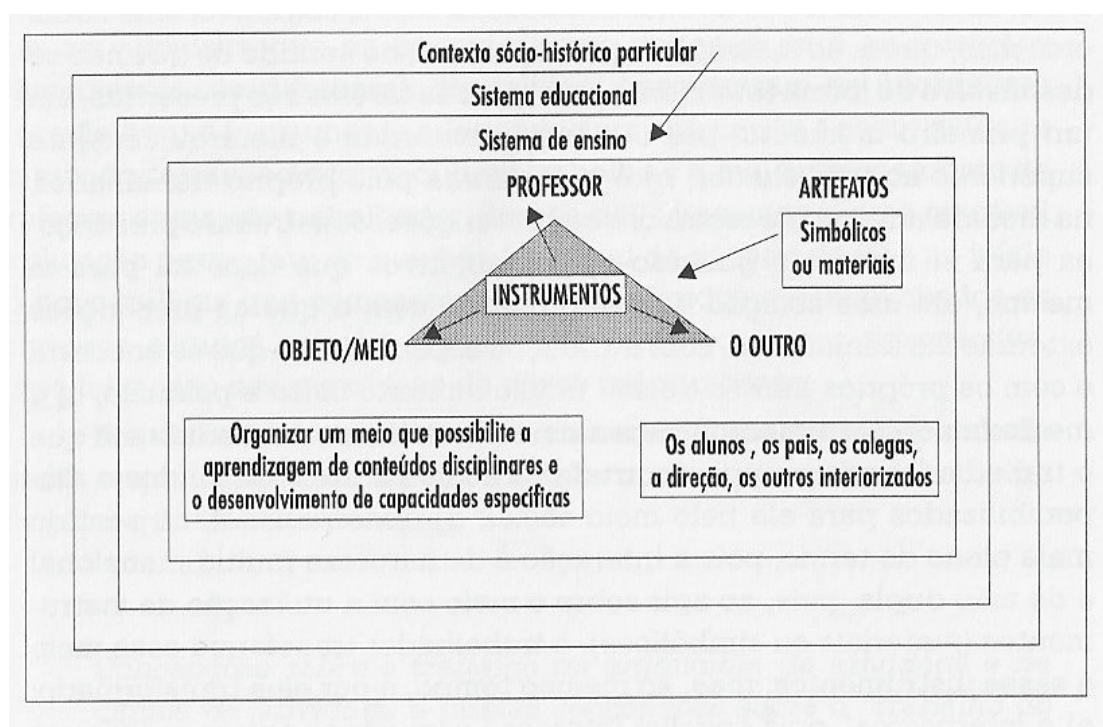 Contexto sócio-histórico particular
Sistema educacional
Sistema de ensino
PROFESSOR
ARTEFATOS
Simbólicos
ou materiais
INSTRUMENTOS
OBJETO/MEIO
O OUTRO
Organizar um meio que possibilite a
aprendizagem de conteúdos disciplinares e
o desenvolvimento de capacidades específicas
Os alunos , os pais, os colegas,
a direção, os outros interiorizados